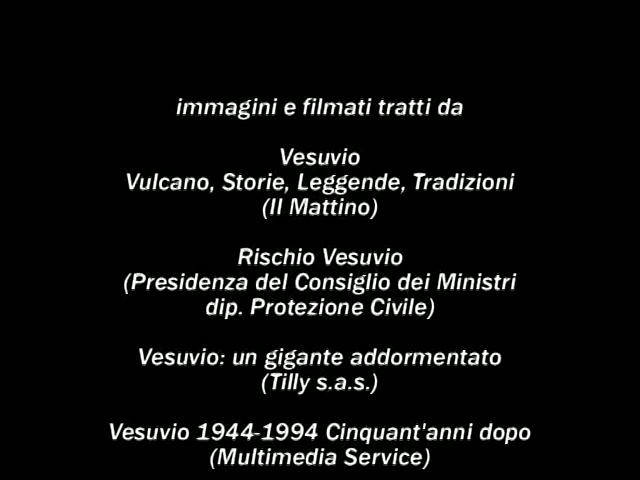 immagini e filmati tratti da
Vesuvio
Vulcano, Storie, Leggende, Tradizioni
(Il Mattino)
Rischio Vesuvio
(Presidenza del Consiglio dei Ministri
dip. Protezione Civile)
Vesuvio: un gigante addormentato
(Tilly s.a.s.)
Vesuvio 1944-1994 Cinquant'anni dopo
(Multimedia Service)